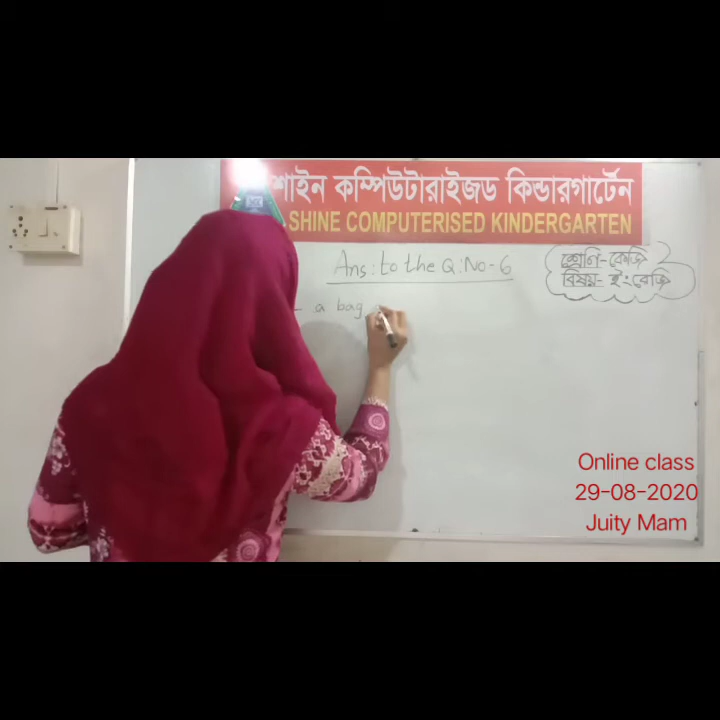 শাইন কম্পিউটারাইজড কিন্ডারগার্টেন
SHINE COMPUTERISED KINDERGARTEN
Ans: to the Q: No-6
শ্রেণি-কেজি
বিষয়- ইংরেজি
a bag
Online class
29-08-2020
Juity Mam